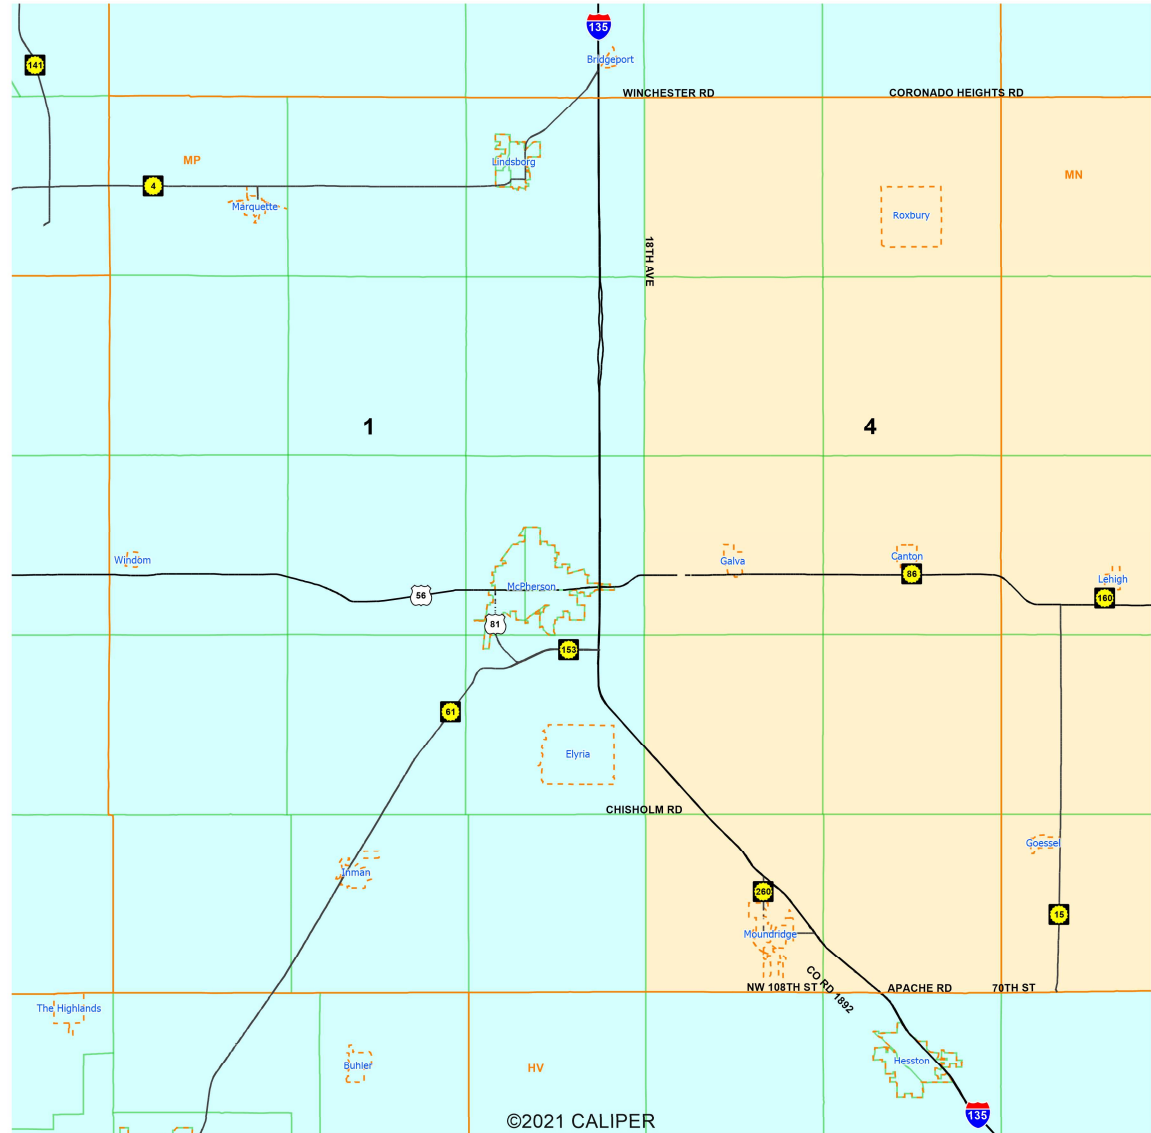 135
Bridgeport
141
WINCHESTER RD
CORONADO HEIGHTS RD
MP
Lindsborg
MN
4
Marquette
Roxbury
18TH AVE
1
4
Windom
Galva
Canton
86
Lehigh
McPherson
56
160
81
153
61
Elyria
CHISHOLM RD
Goessel
Inman
260
15
Moundridge
NW 108TH ST
CO RD 1892
APACHE RD
70TH ST
The Highlands
Buhler
HV
Hesston
135
©2021 CALIPER